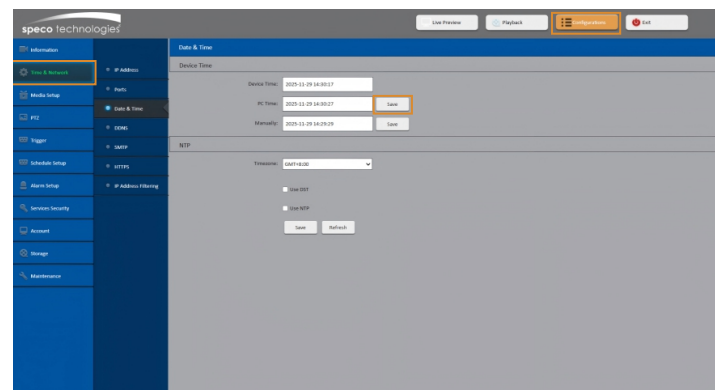 speco technologies
Live Preview
Playback
Configurations
Exit
Information
Time & Network
Media Setup
PTZ
Trigger
Schedule Setup
Alarm Setup
Services Security
Account
Storage
Maintenance
IP Address
Ports
Date & Time
DDNS
SMTP
HTTPS
IP Address Filtering
Date & Time
Device Time
Device Time: 2025-11-29 14:30:17
PC Time: 2025-11-29 14:30:27 Save
Manually: 2025-11-29 14:29:29 Save
NTP
Timezone: GMT+8:00
Use DST
Use NTP
Save Refresh